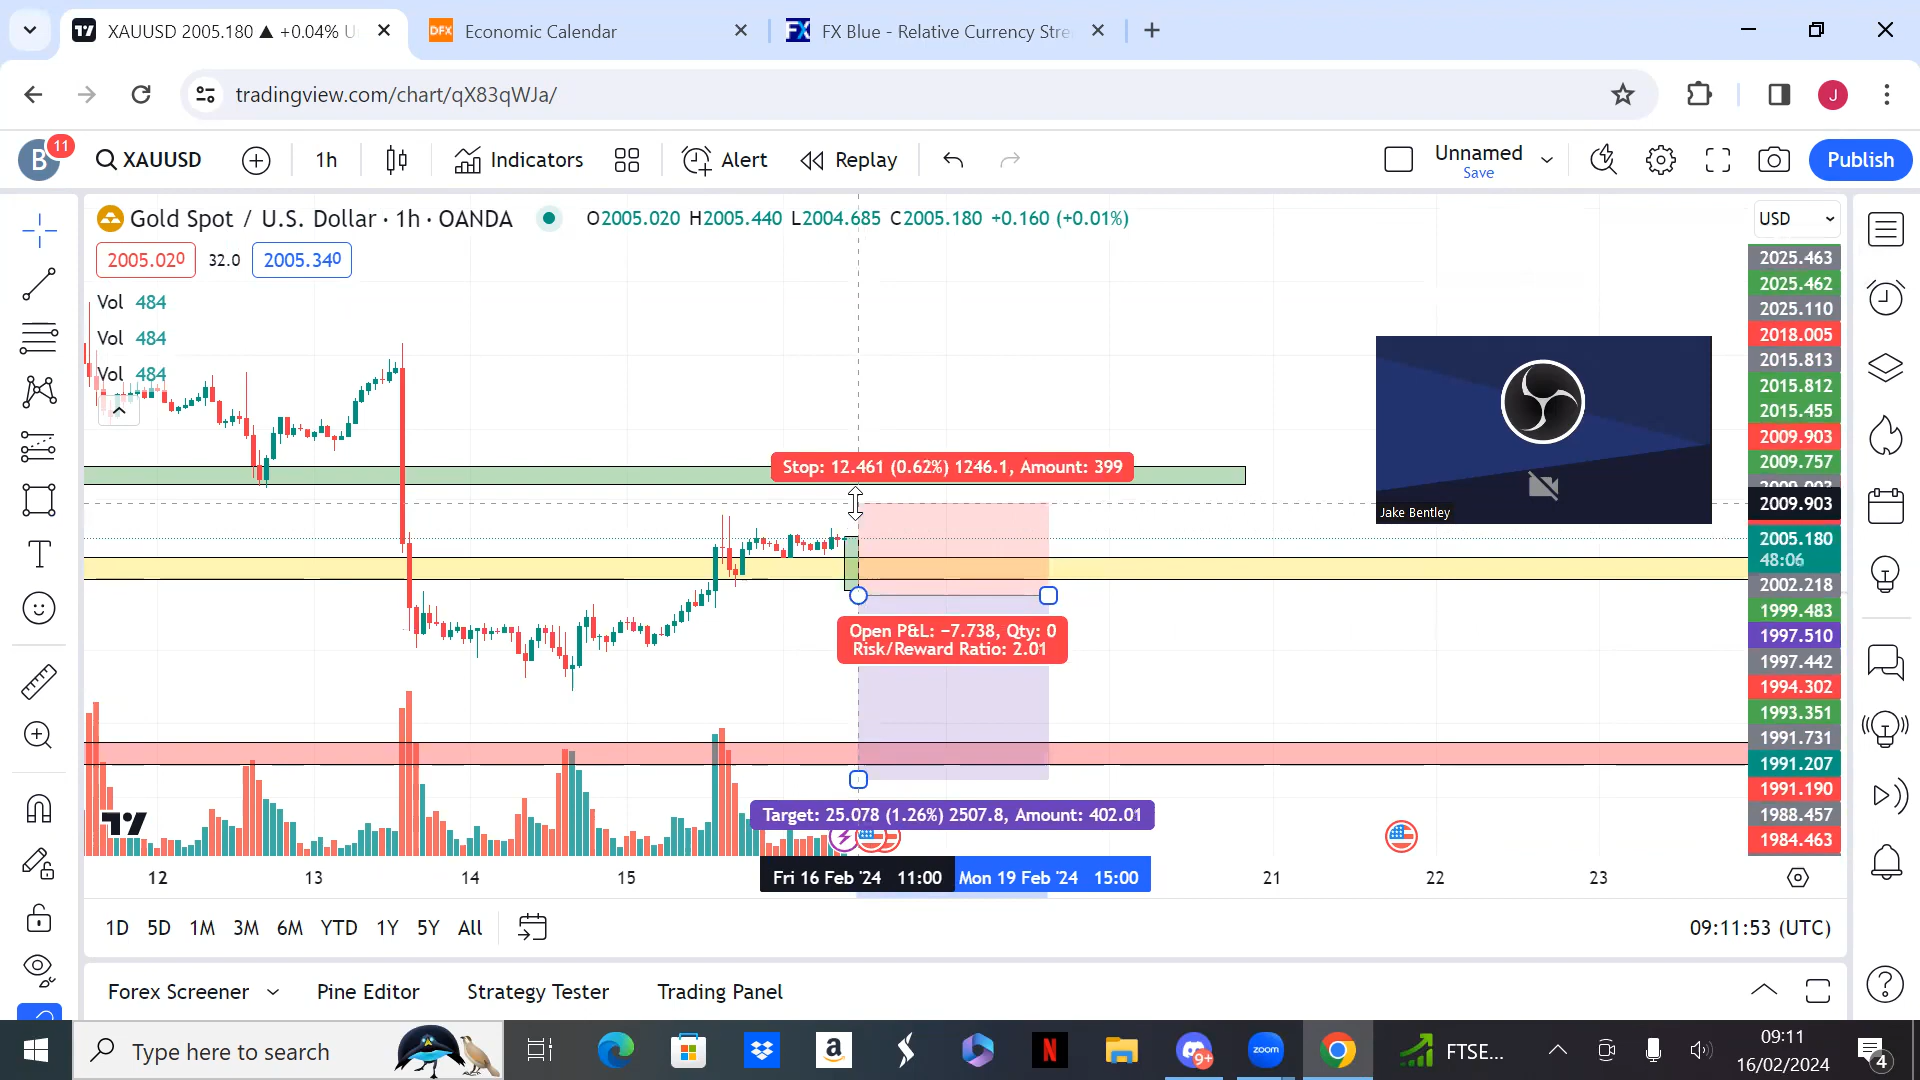 XAUUSD 2005.180 ▲ +0.04% U
DFX
Economic Calendar
FX
FX Blue - Relative Currency Stre
tradingview.com/chart/qX83qWJa/
J
B
11
XAUUSD
1h
Indicators
Alert
Replay
Unnamed
Save
Publish
Gold Spot / U.S. Dollar · 1h · OANDA
O2005.020 H2005.440 L2004.685 C2005.180 +0.160 (+0.01%)
USD
2005.020
32.0
2005.340
Vol 484
Vol 484
Vol 484
2025.463
2025.462
2025.110
2018.005
2015.813
2015.812
2015.455
2009.903
2009.757
2009.903
2005.180
48:06
2002.218
1999.483
1997.510
1997.442
1994.302
1993.351
1991.731
1991.207
1991.190
1988.457
1984.463
Jake Bentley
Stop: 12.461 (0.62%) 1246.1, Amount: 399
Open P&L: −7.738, Qty: 0
Risk/Reward Ratio: 2.01
Target: 25.078 (1.26%) 2507.8, Amount: 402.01
12
13
14
15
Fri 16 Feb '24 11:00
Mon 19 Feb '24 15:00
21
22
23
1D 5D 1M 3M 6M YTD 1Y 5Y All
09:11:53 (UTC)
Forex Screener
Pine Editor
Strategy Tester
Trading Panel
Type here to search
a
N
9+
zoom
FTSE...
09:11
16/02/2024
4